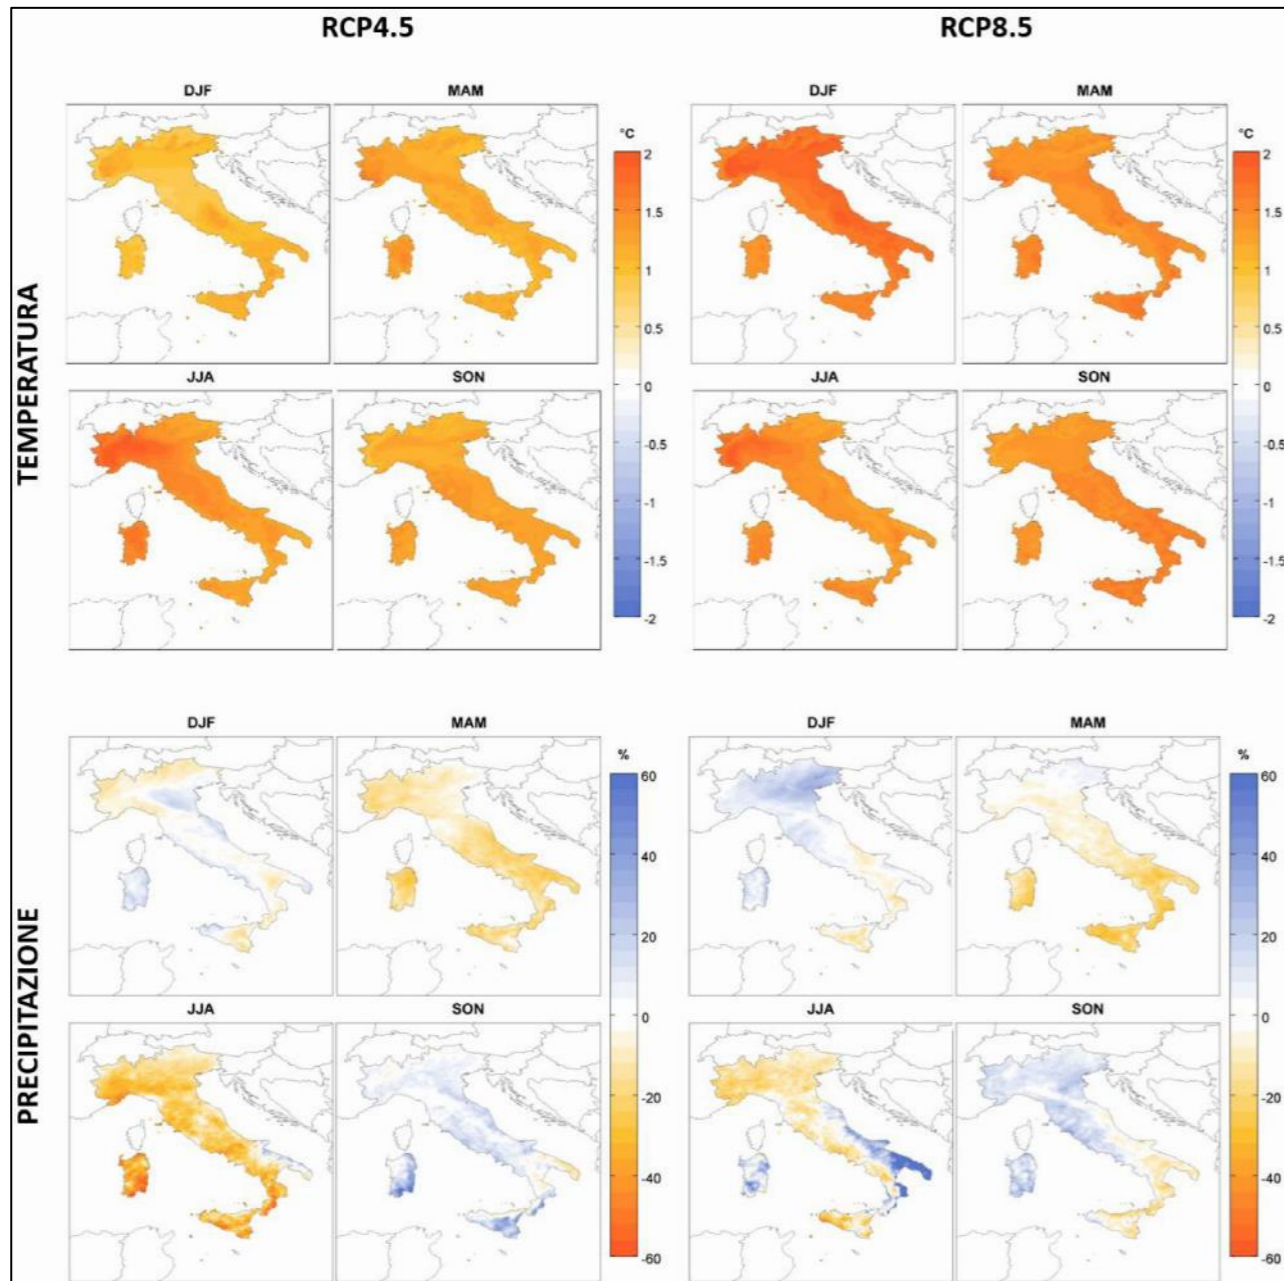 RCP4.5
RCP8.5
TEMPERATURA
DJF
MAM
°C
2
1.5
1
0.5
0
-0.5
-1
-1.5
-2
JJA
SON
DJF
MAM
°C
2
1.5
1
0.5
0
-0.5
-1
-1.5
-2
JJA
SON
PRECIPITAZIONE
DJF
MAM
%
60
40
20
0
-20
-40
-60
JJA
SON
DJF
MAM
%
60
40
20
0
-20
-40
-60
JJA
SON